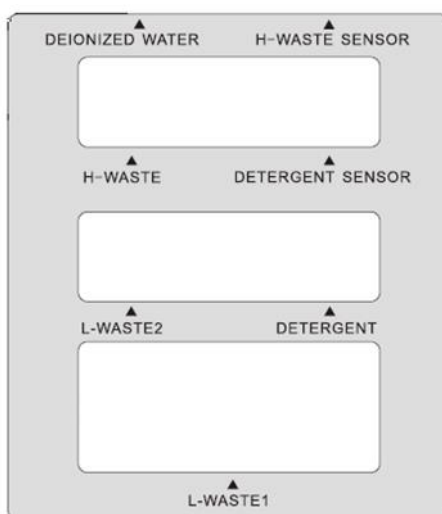 DEIONIZED WATER H-WASTE SENSOR
H-WASTE DETERGENT SENSOR
L-WASTE2 DETERGENT
L-WASTE1